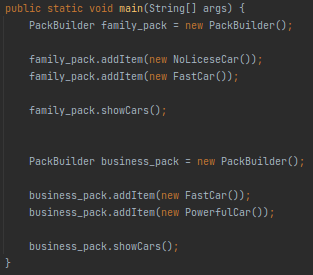 public static void main(String[] args) {
PackBuilder family_pack = new PackBuilder();
family_pack.addItem(new NoLiceseCar());
family_pack.addItem(new FastCar());
family_pack.showCars();
PackBuilder business_pack = new PackBuilder();
business_pack.addItem(new FastCar());
business_pack.addItem(new PowerfulCar());
business_pack.showCars();
}